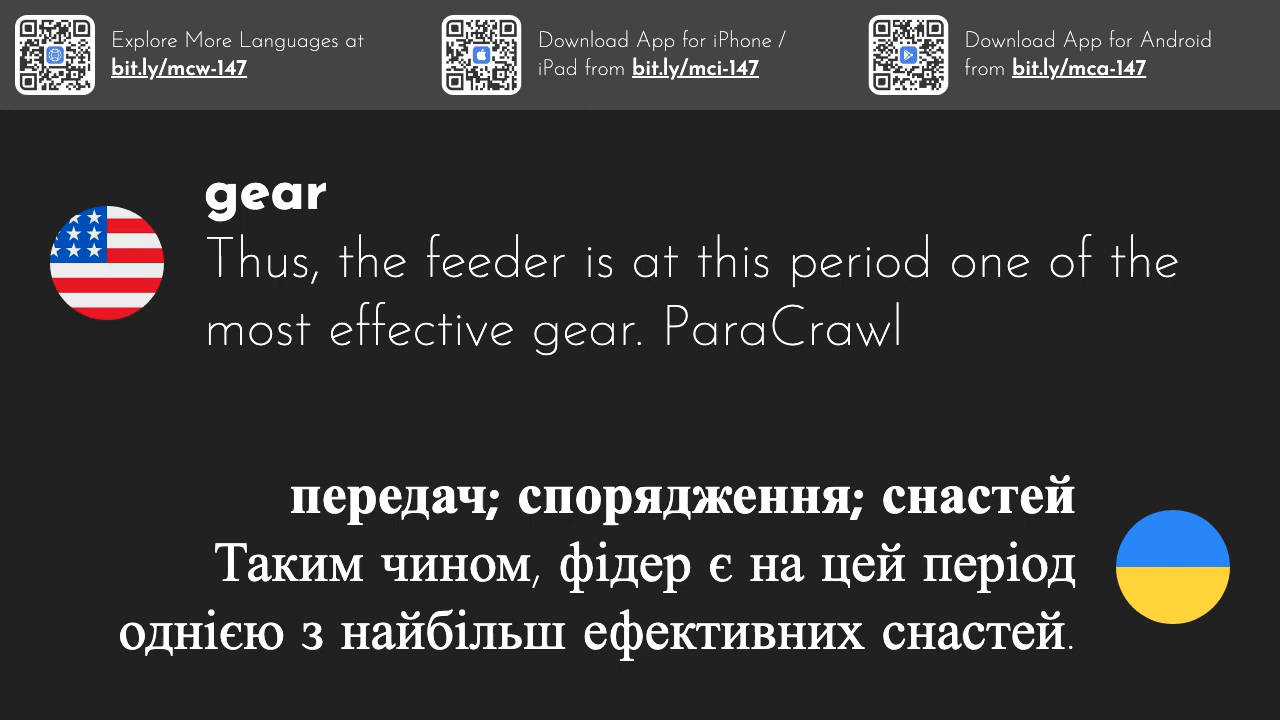 Explore More Languages at
bit.ly/mcw-147
Download App for iPhone /
iPad from bit.ly/mci-147
Download App for Android
from bit.ly/mca-147
gear
Thus, the feeder is at this period one of the
most effective gear. ParaCrawl
передач; спорядження; снастей
Таким чином, фідер є на цей період
однією з найбільш ефективних снастей.